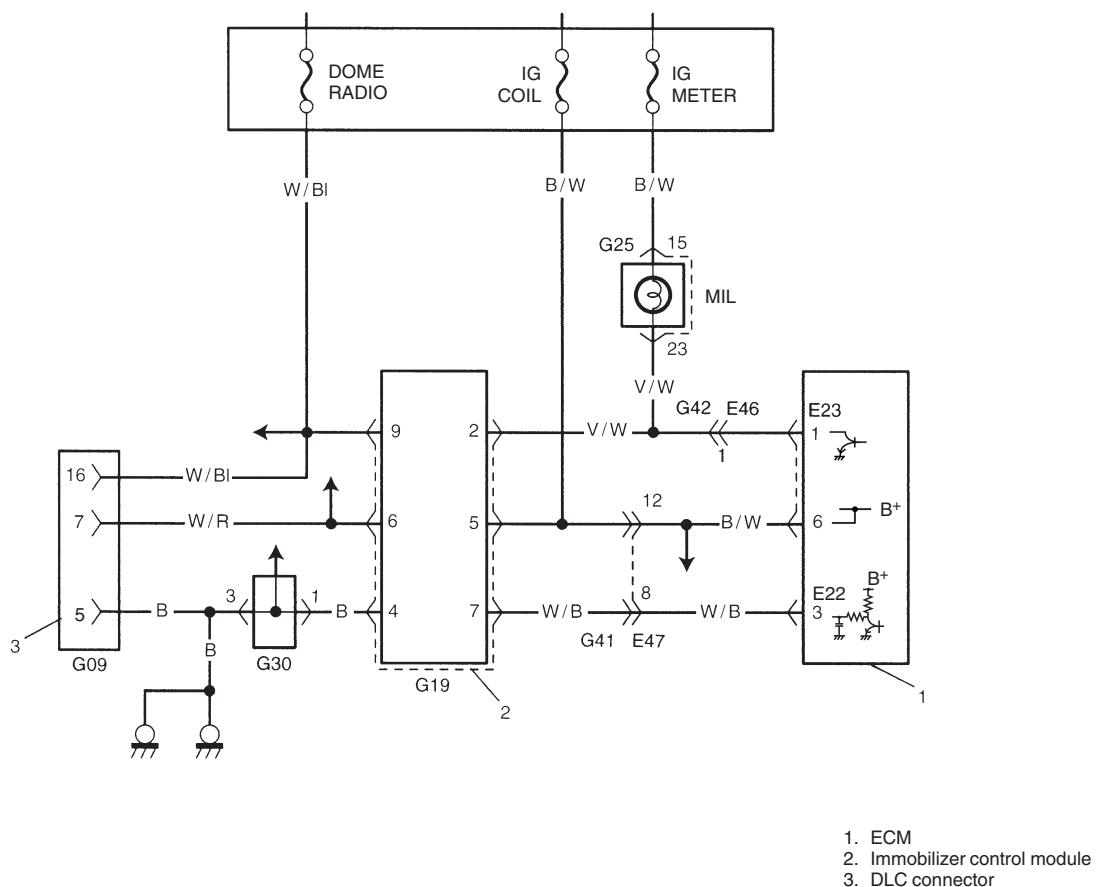 DOME
RADIO
IG
COIL
IG
METER
W/Bl
B/W
B/W
G25
15
MIL
23
V/W
G42
E46
E23
9
2
V/W
1
1
16
W/Bl
12
7
W/R
6
5
B/W
6
B+
E22
B+
3
1
8
5
B
B
4
7
W/B
W/B
3
B
G41
E47
3
G09
G30
G19
2
1
1. ECM
2. Immobilizer control module
3. DLC connector